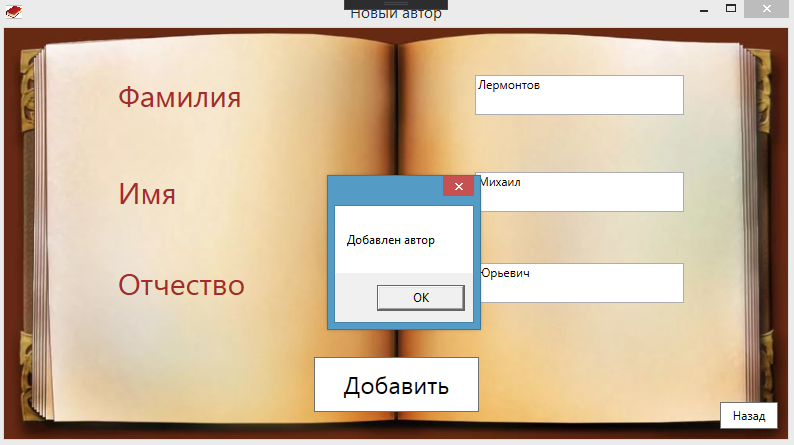 Новый автор
Фамилия
Лермонтов
Имя
Михаил
Добавлен автор
Отчество
Юрьевич
OK
Добавить
Назад